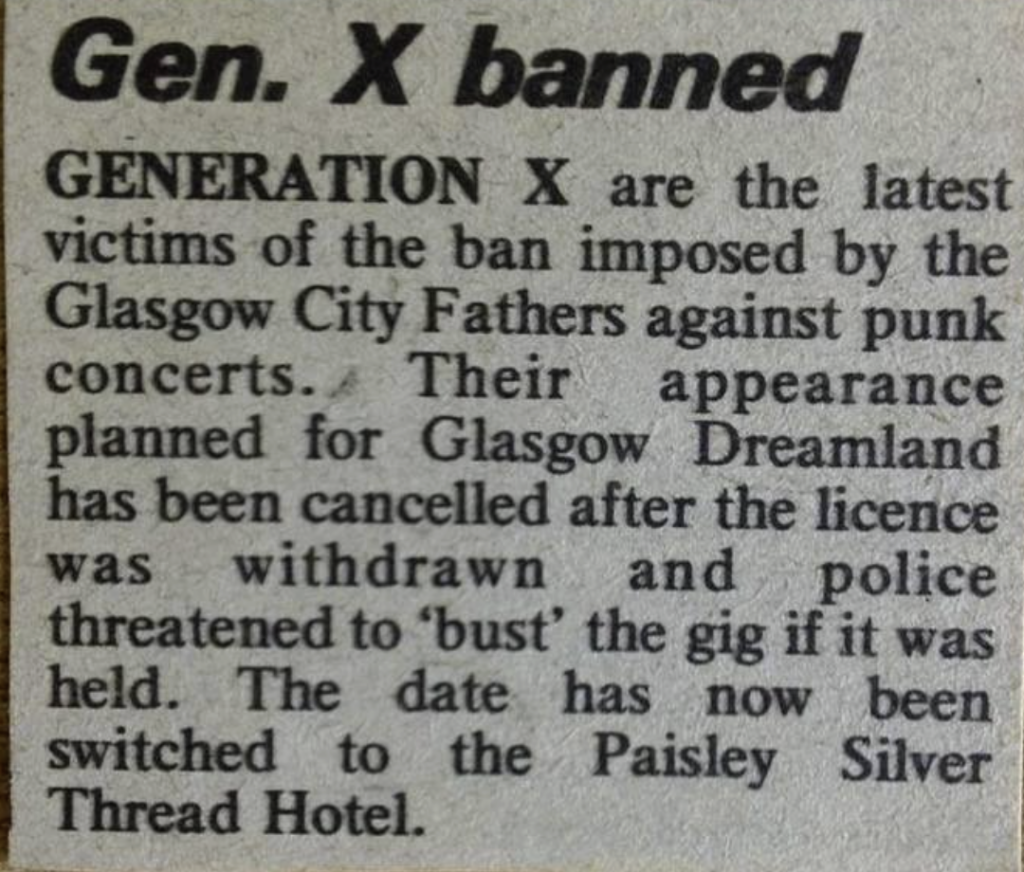 Gen. X banned
GENERATION X are the latest
victims of the ban imposed by the
Glasgow City Fathers against punk
concerts. Their appearance
planned for Glasgow Dreamland
has been cancelled after the licence
was withdrawn and police
threatened to ‘bust’ the gig if it was
held. The date has now been
switched to the Paisley Silver
Thread Hotel.